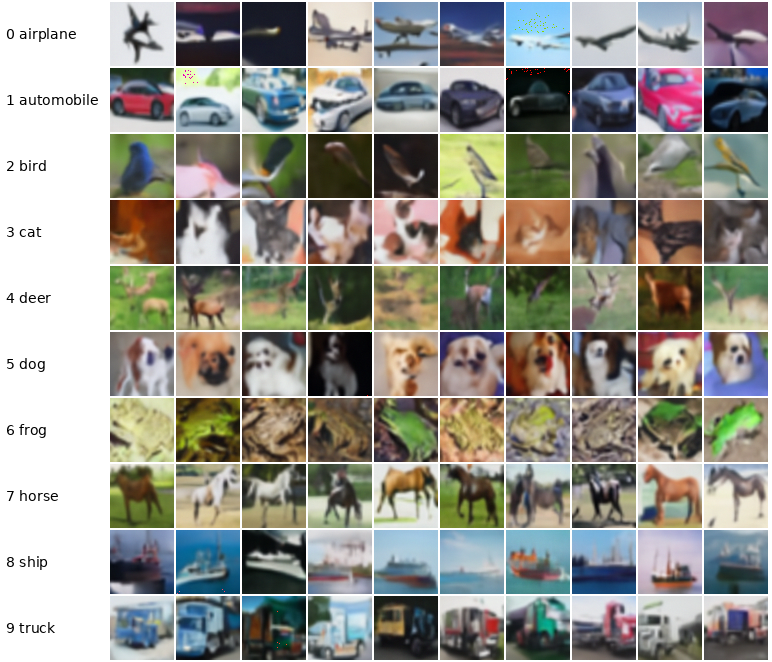 0 airplane
1 automobile
2 bird
3 cat
4 deer
5 dog
6 frog
7 horse
8 ship
9 truck